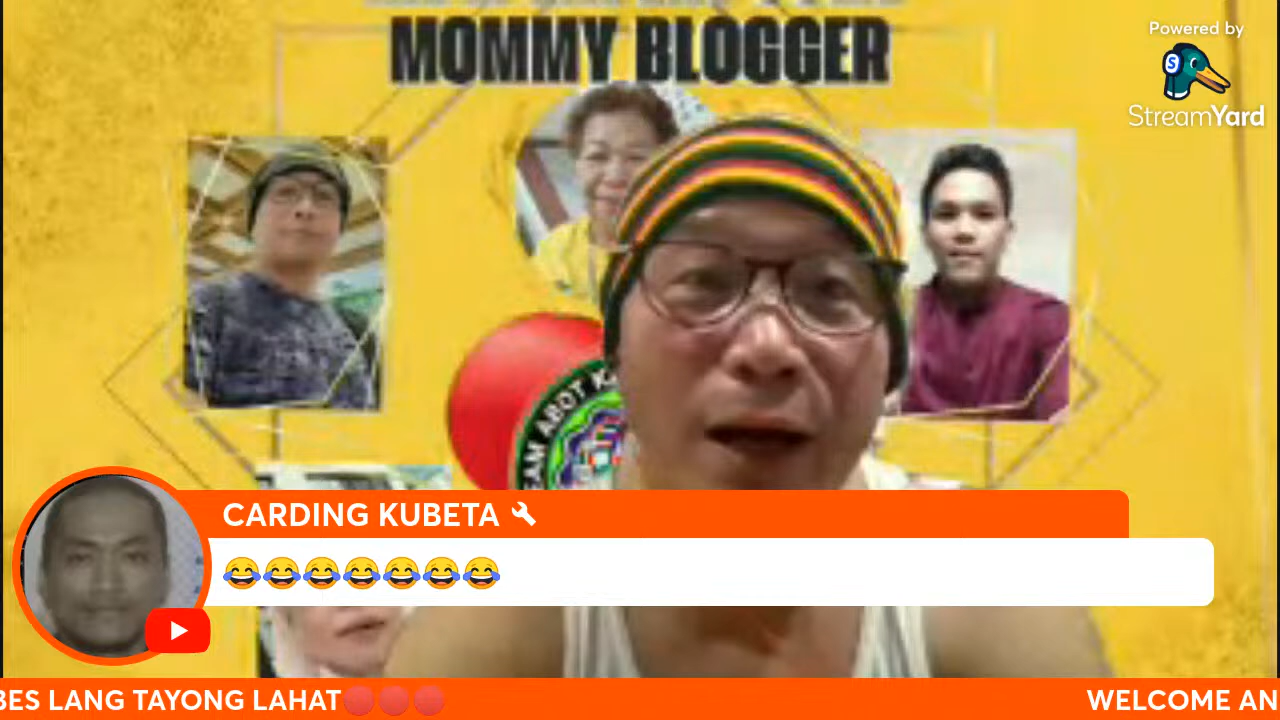 MOMMY BLOGGER
Powered by
StreamYard
CARDING KUBETA
😂😂😂😂😂😂😂
BES LANG TAYONG LAHAT🔴🔴🔴
WELCOME AN